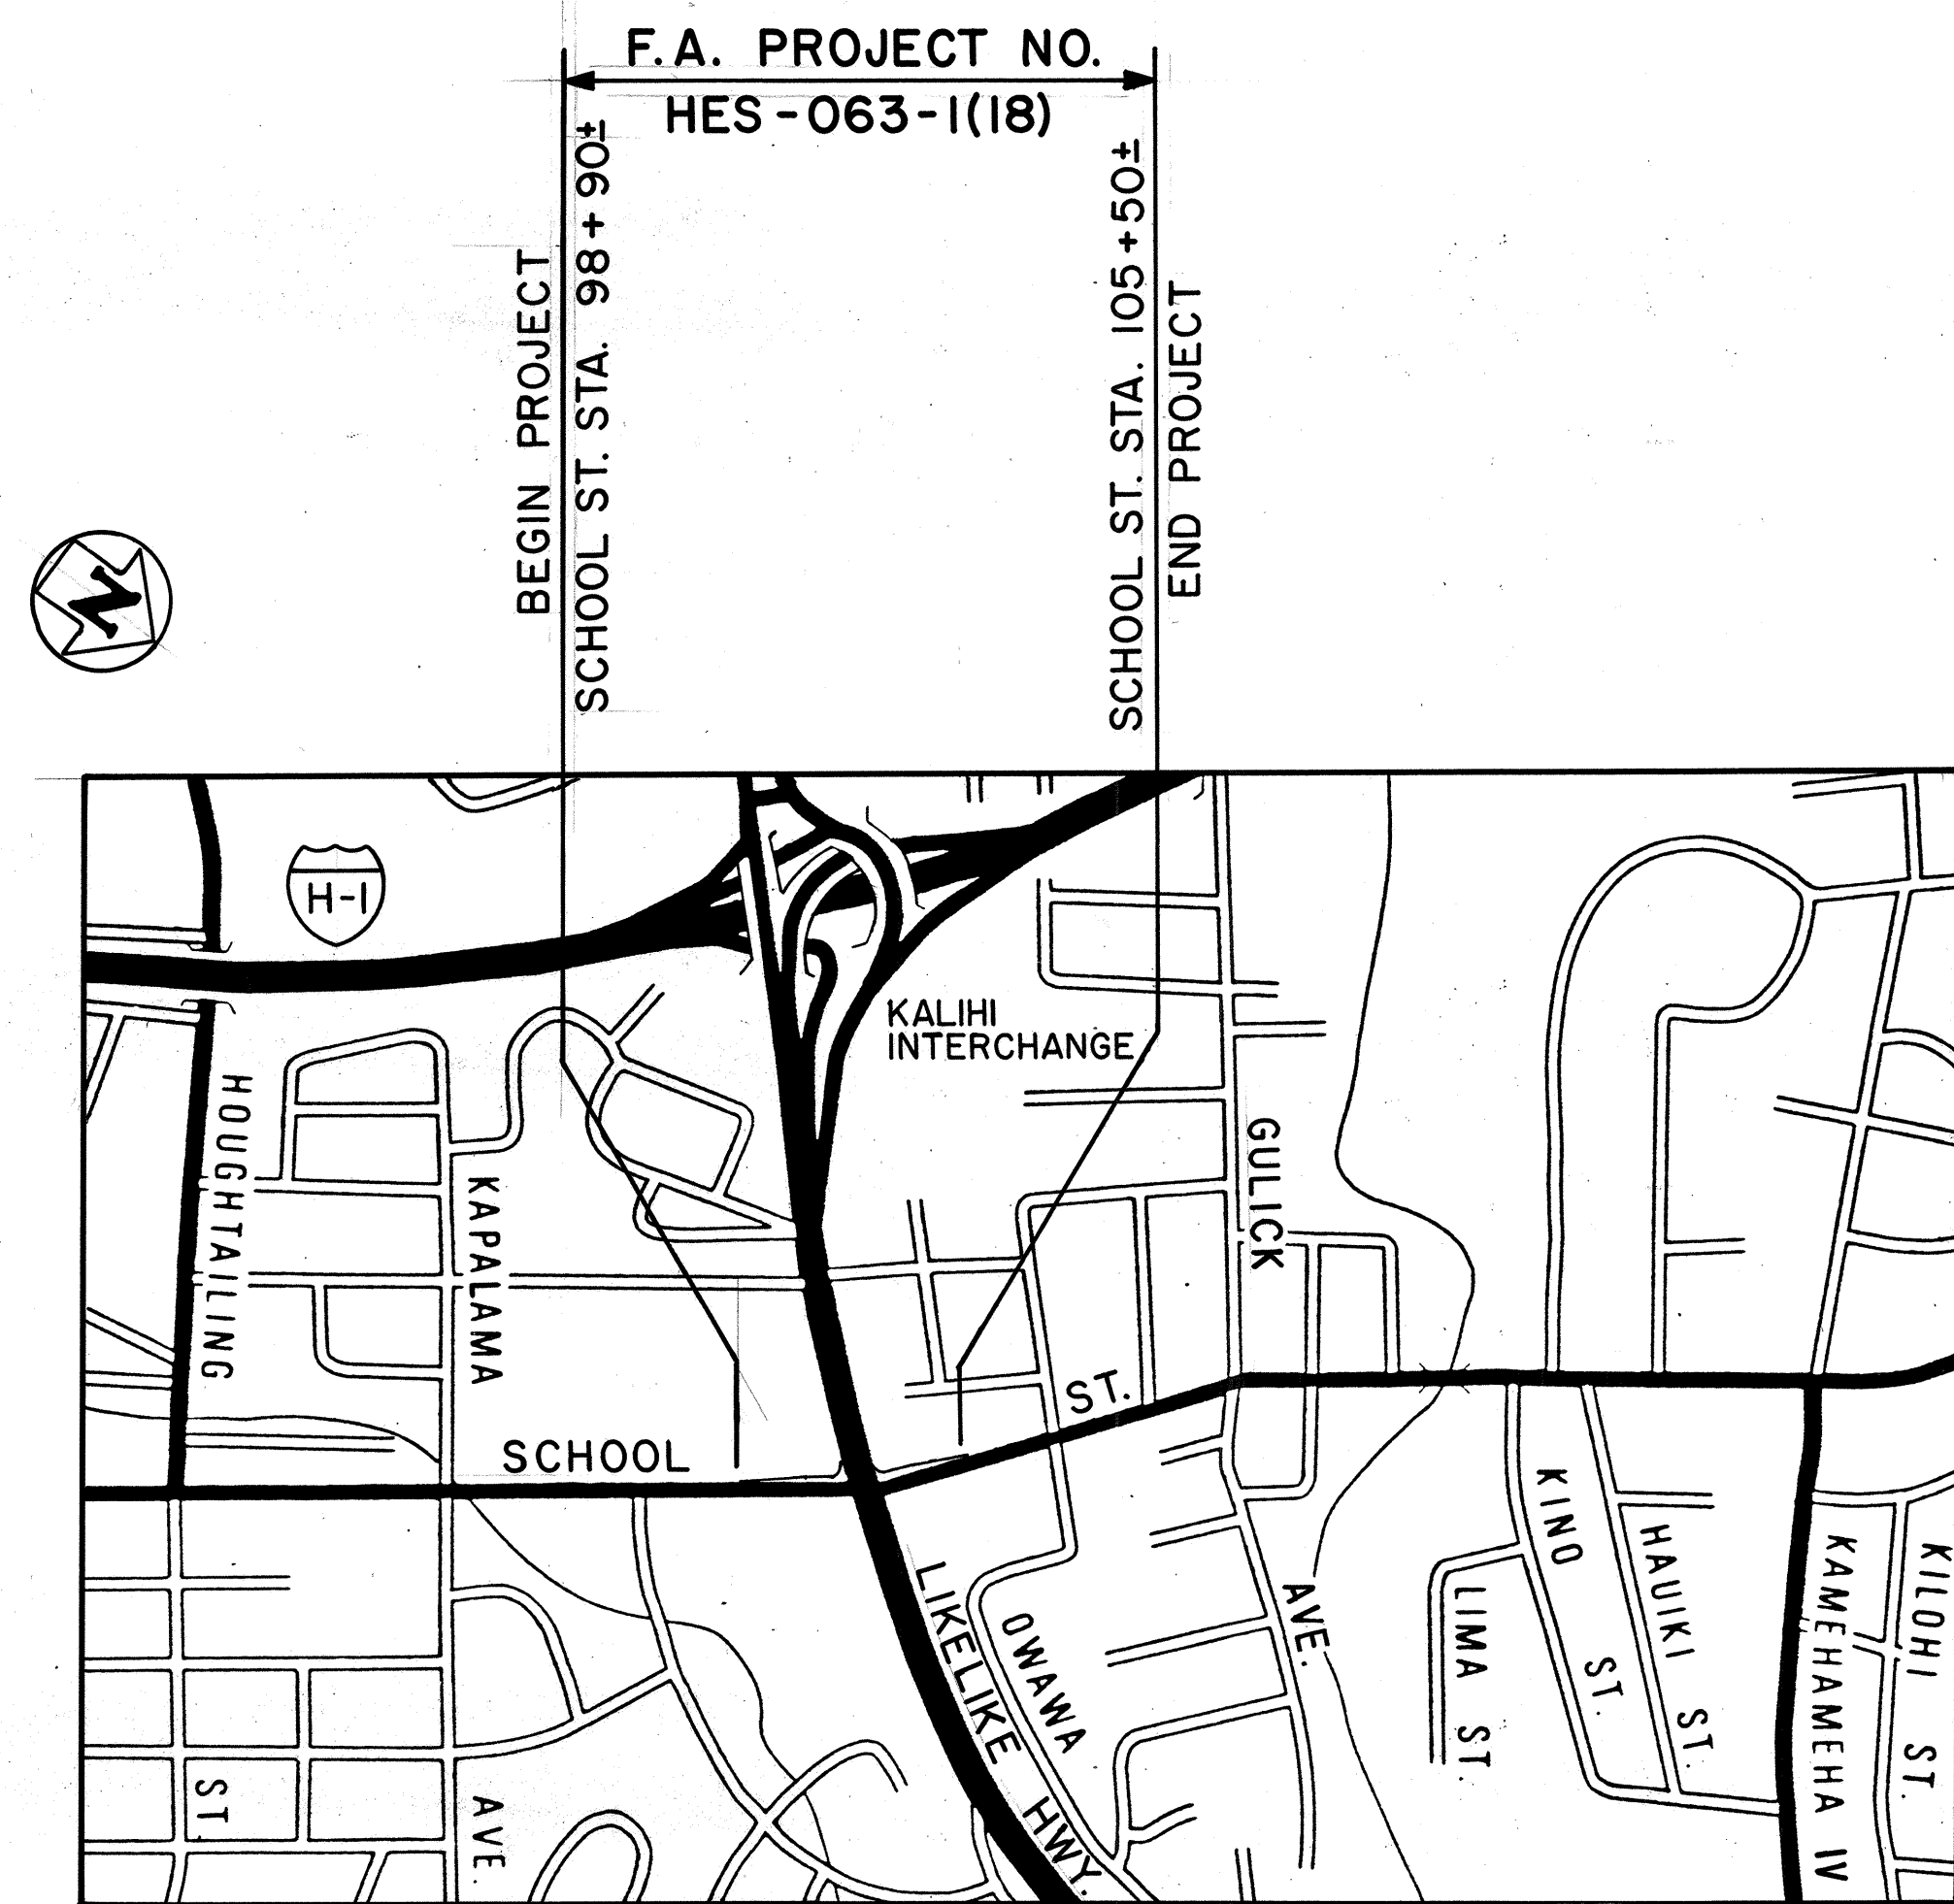 F.A. PROJECT NO.
HES-063-1(18)
BEGIN PROJECT
SCHOOL ST. STA. 98+90±
SCHOOL ST. STA. 105+50±
END PROJECT
N
H-1
KALIHI
INTERCHANGE
HOUGHTAILING
ST.
KAPALAMA
AVE.
GULICK
AVE.
SCHOOL
ST.
LIKELIKE HWY.
OWAWA
KINO
ST.
HAUIKI ST.
LIMA ST.
KAMEHAMEHA IV
KILOHI ST.